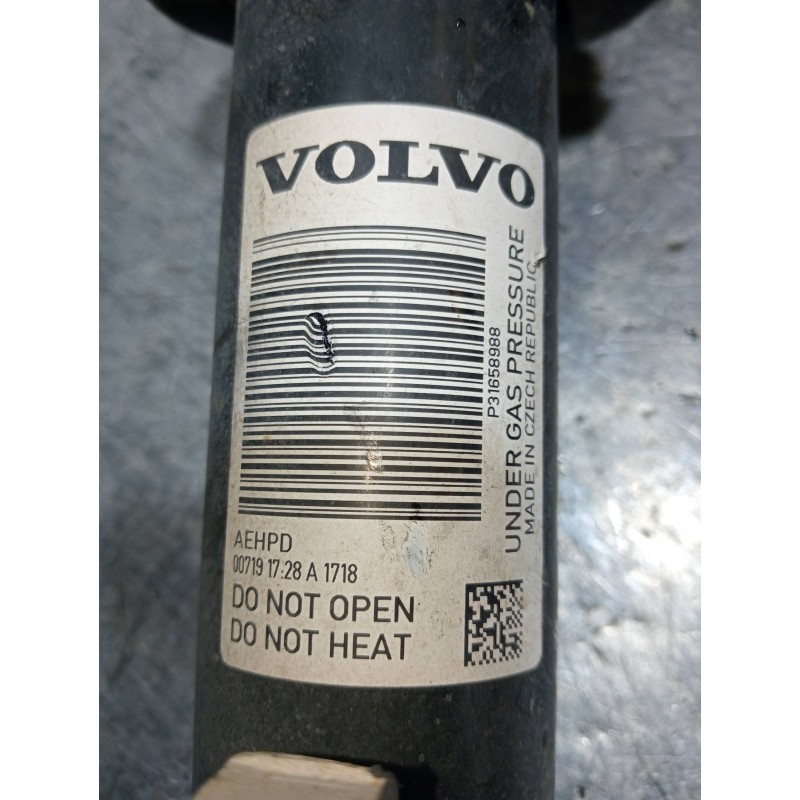 VOLVO
P31658988
UNDER GAS PRESSURE
MADE IN CZECH REPUBLIC
AEHPD
00719 17:28 A 1718
DO NOT OPEN
DO NOT HEAT